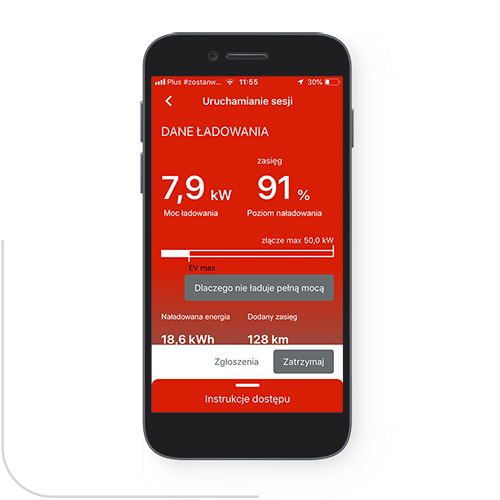 Plus #zostanw... 11:55 30%
Uruchamianie sesji
DANE ŁADOWANIA
zasięg
7,9 kW 91 %
Moc ładowania Poziom naładowania
złącze max 50,0 kW
EV max
Dlaczego nie ładuje pełną mocą
Naładowana energia Dodany zasięg
18,6 kWh 128 km
Zgłoszenia Zatrzymaj
Instrukcje dostępu